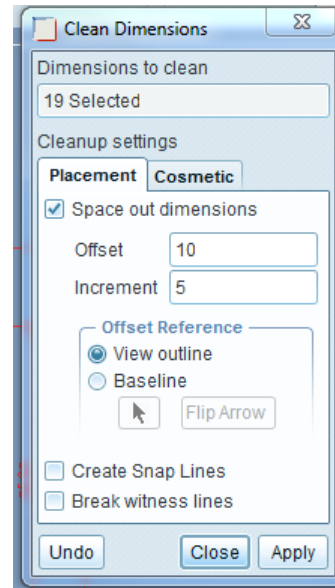 Clean Dimensions
Dimensions to clean
19 Selected
Cleanup settings
Placement Cosmetic
Space out dimensions
Offset 10
Increment 5
Offset Reference
View outline
Baseline
Flip Arrow
Create Snap Lines
Break witness lines
Undo Close Apply